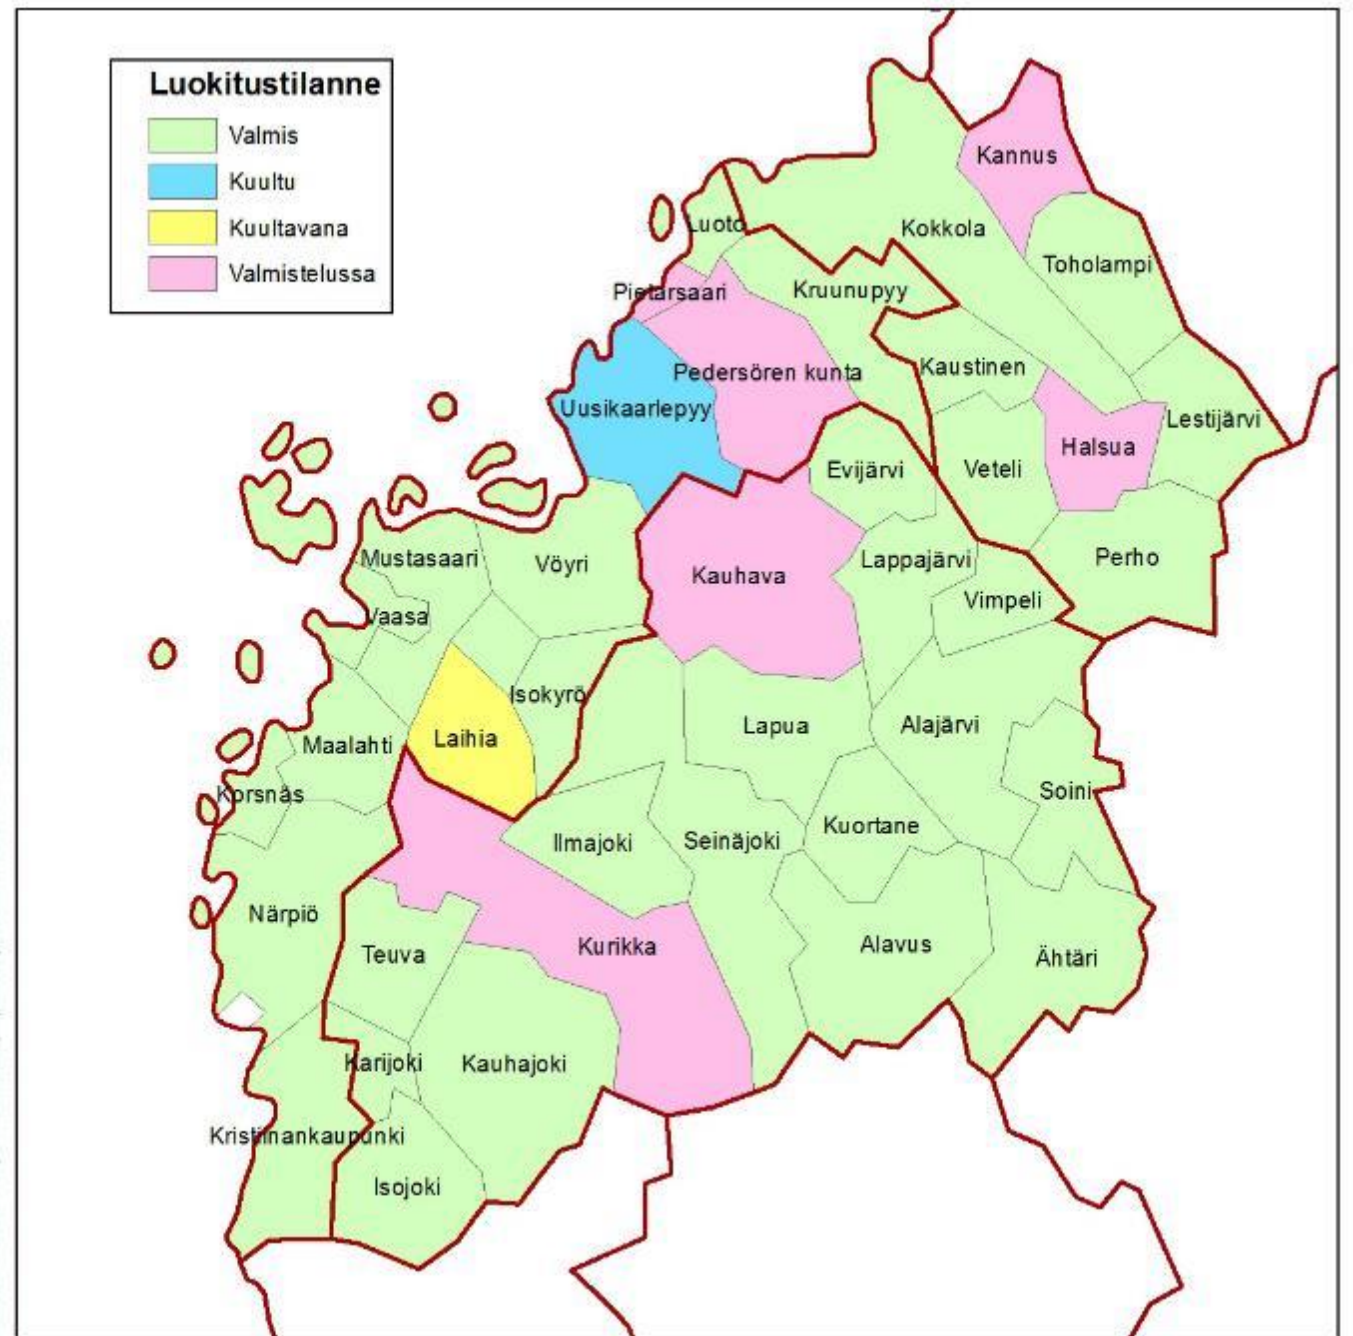 Luokitustilanne
Valmis
Kuultu
Kuultavana
Valmistelussa
Kannus
Luoto
Kokkola
Toholampi
Pietarsaari
Kruunupyy
Pedersören kunta
Kaustinen
Uusikaarlepyy
Lestijärvi
Halsua
Evijärvi
Veteli
Mustasaari
Vöyri
Kauhava
Lappajärvi
Perho
Vimpeli
Vaasa
Isokyrö
Laihia
Lapua
Alajärvi
Maalahti
Korsnäs
Soini
Ilmajoki
Seinäjoki
Kuortane
Närpiö
Teuva
Kurikka
Alavus
Ähtäri
Karijoki
Kauhajoki
Kristiinankaupunki
Isojoki